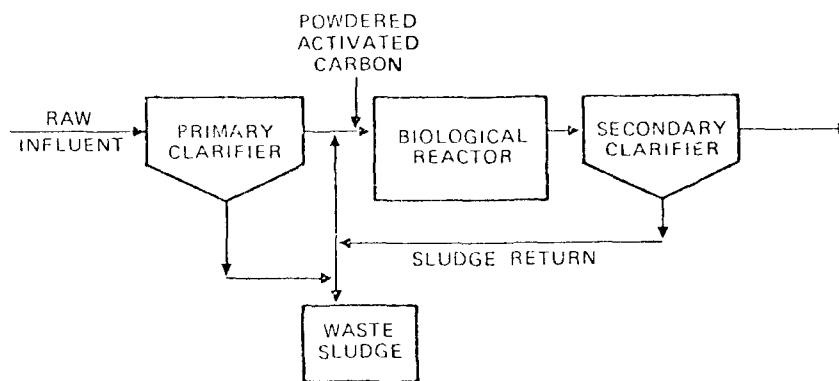 POWDERED
ACTIVATED
CARBON
RAW
INFLUENT
PRIMARY
CLARIFIER
BIOLOGICAL
REACTOR
SECONDARY
CLARIFIER
SLUDGE RETURN
WASTE
SLUDGE